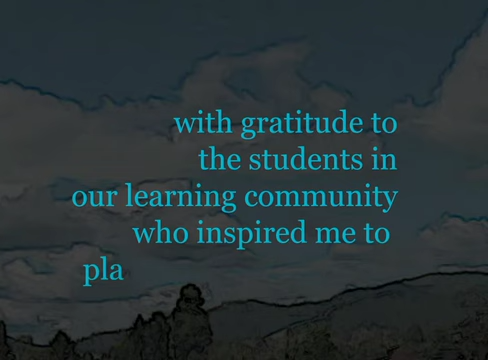 with gratitude to
the students in
our learning community
who inspired me to
pla